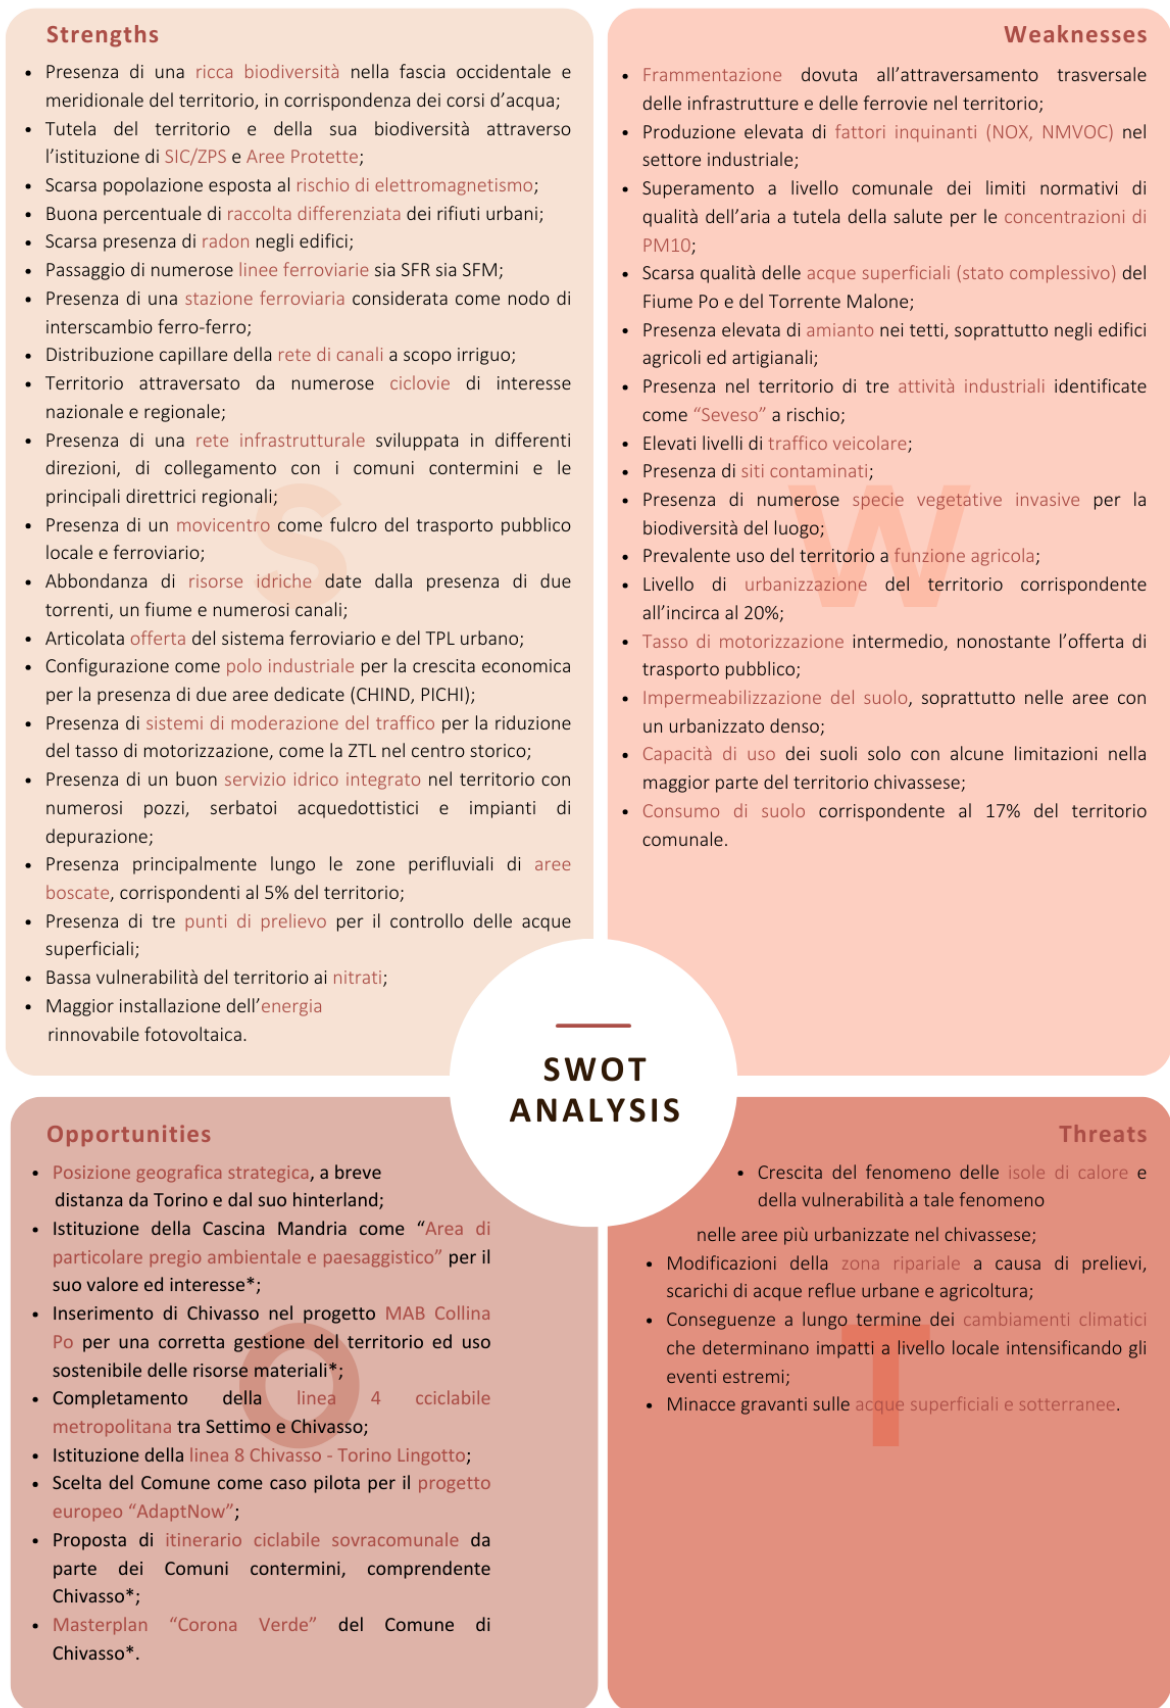 Strengths
• Presenza di una ricca biodiversità nella fascia occidentale e
meridionale del territorio, in corrispondenza dei corsi d'acqua;
• Tutela del territorio e della sua biodiversità attraverso
l'istituzione di SIC/ZPS e Aree Protette;
• Scarsa popolazione esposta al rischio di elettromagnetismo;
• Buona percentuale di raccolta differenziata dei rifiuti urbani;
• Scarsa presenza di radon negli edifici;
• Passaggio di numerose linee ferroviarie sia SFR sia SFM;
• Presenza di una stazione ferroviaria considerata come nodo di
interscambio ferro-ferro;
• Distribuzione capillare della rete di canali a scopo irriguo;
• Territorio attraversato da numerose ciclovie di interesse
nazionale e regionale;
• Presenza di una rete infrastrutturale sviluppata in differenti
direzioni, di collegamento con i comuni contermini e le
principali direttrici regionali;
• Presenza di un movicentro come fulcro del trasporto pubblico
locale e ferroviario;
• Abbondanza di risorse idriche date dalla presenza di due
torrenti, un fiume e numerosi canali;
• Articolata offerta del sistema ferroviario e del TPL urbano;
• Configurazione come polo industriale per la crescita economica
per la presenza di due aree dedicate (CHIND, PICHI);
• Presenza di sistemi di moderazione del traffico per la riduzione
del tasso di motorizzazione, come la ZTL nel centro storico;
• Presenza di un buon servizio idrico integrato nel territorio con
numerosi pozzi, serbatoi acquedottistici e impianti di
depurazione;
• Presenza principalmente lungo le zone perifluviali di aree
boscate, corrispondenti al 5% del territorio;
• Presenza di tre punti di prelievo per il controllo delle acque
superficiali;
• Bassa vulnerabilità del territorio ai nitrati;
• Maggior installazione dell'energia
rinnovabile fotovoltaica.
S
Weaknesses
• Frammentazione dovuta all'attraversamento trasversale
delle infrastrutture e delle ferrovie nel territorio;
• Produzione elevata di fattori inquinanti (NOX, NMVOC) nel
settore industriale;
• Superamento a livello comunale dei limiti normativi di
qualità dell'aria a tutela della salute per le concentrazioni di
PM10;
• Scarsa qualità delle acque superficiali (stato complessivo) del
Fiume Po e del Torrente Malone;
• Presenza elevata di amianto nei tetti, soprattutto negli edifici
agricoli ed artigianali;
• Presenza nel territorio di tre attività industriali identificate
come “Seveso” a rischio;
• Elevati livelli di traffico veicolare;
• Presenza di siti contaminati;
• Presenza di numerose specie vegetative invasive per la
biodiversità del luogo;
• Prevalente uso del territorio a funzione agricola;
• Livello di urbanizzazione del territorio corrispondente
all'incirca al 20%;
• Tasso di motorizzazione intermedio, nonostante l'offerta di
trasporto pubblico;
• Impermeabilizzazione del suolo, soprattutto nelle aree con
un urbanizzato denso;
• Capacità di uso dei suoli solo con alcune limitazioni nella
maggior parte del territorio chivassese;
• Consumo di suolo corrispondente al 17% del territorio
comunale.
W
SWOT
ANALYSIS
Opportunities
• Posizione geografica strategica, a breve
distanza da Torino e dal suo hinterland;
• Istituzione della Cascina Mandria come “Area di
particolare pregio ambientale e paesaggistico” per il
suo valore ed interesse*;
• Inserimento di Chivasso nel progetto MAB Collina
Po per una corretta gestione del territorio ed uso
sostenibile delle risorse materiali*;
• Completamento della linea 4 cciclabile
metropolitana tra Settimo e Chivasso;
• Istituzione della linea 8 Chivasso - Torino Lingotto;
• Scelta del Comune come caso pilota per il progetto
europeo “AdaptNow”;
• Proposta di itinerario ciclabile sovracomunale da
parte dei Comuni contermini, comprendente
Chivasso*;
• Masterplan “Corona Verde” del Comune di
Chivasso*.
O
Threats
• Crescita del fenomeno delle isole di calore e
della vulnerabilità a tale fenomeno
nelle aree più urbanizzate nel chivassese;
• Modificazioni della zona ripariale a causa di prelievi,
scarichi di acque reflue urbane e agricoltura;
• Conseguenze a lungo termine dei cambiamenti climatici
che determinano impatti a livello locale intensificando gli
eventi estremi;
• Minacce gravanti sulle acque superficiali e sotterranee.
T